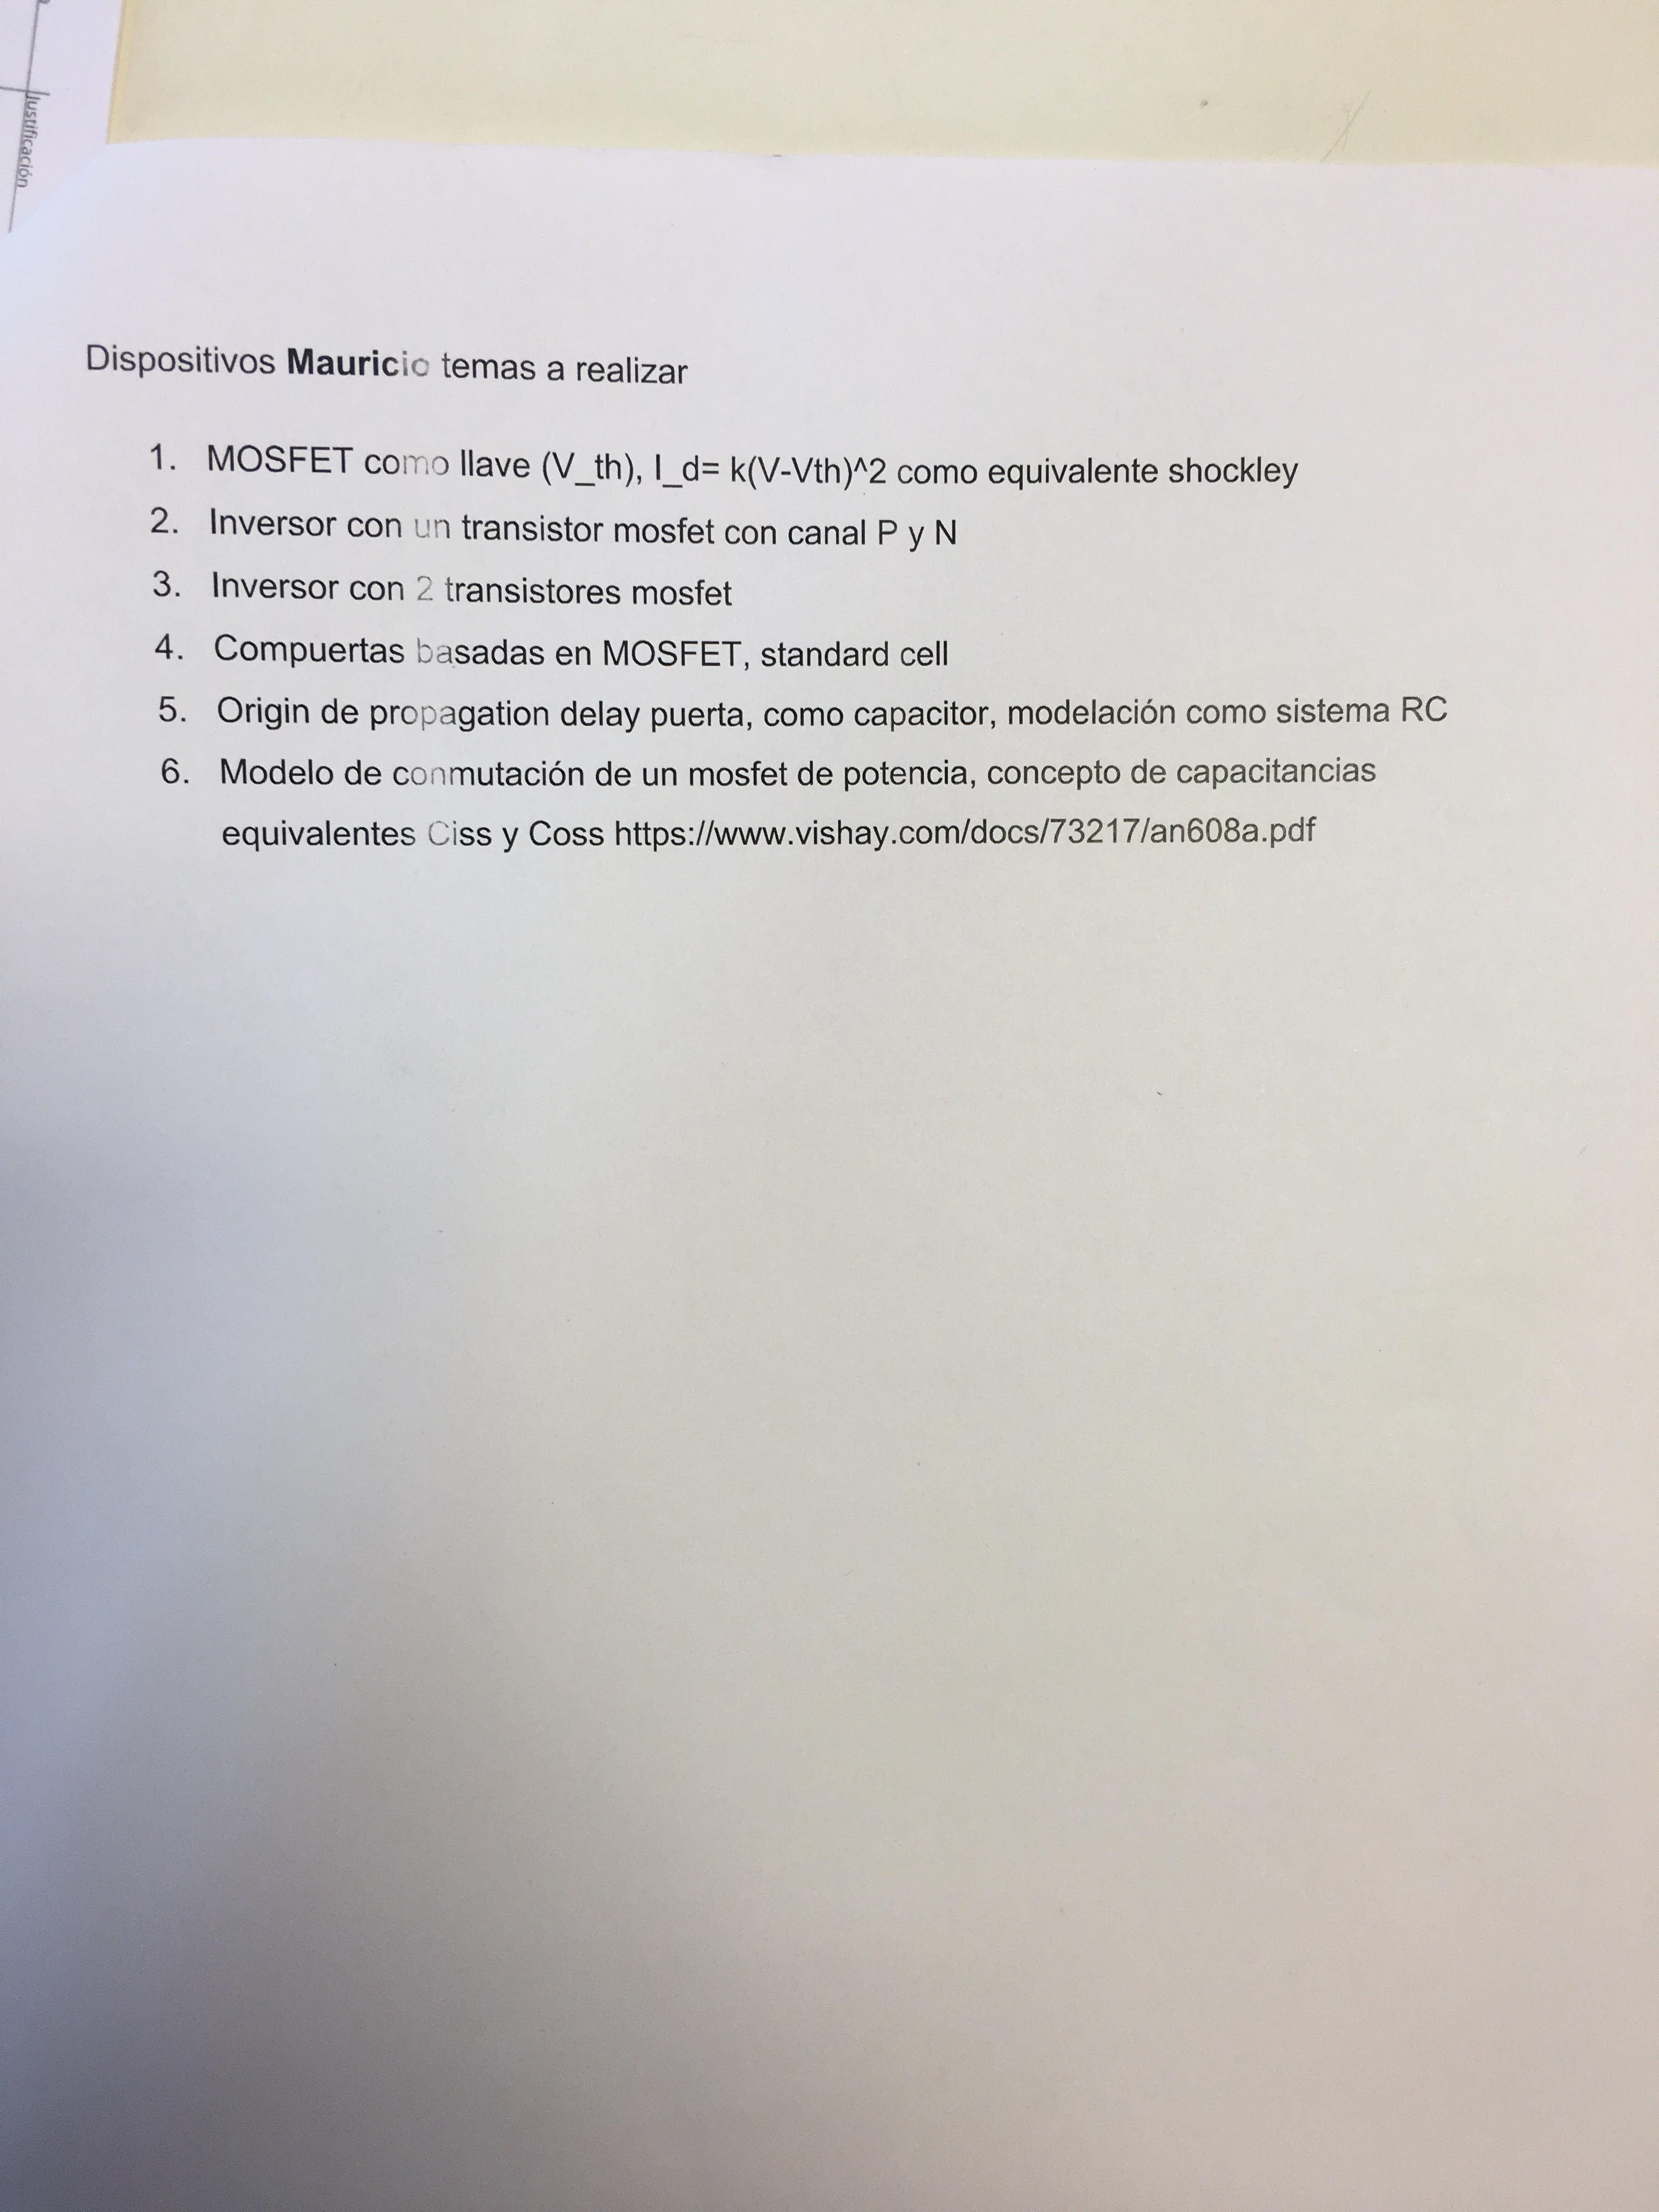 Justificación
Dispositivos Mauricio temas a realizar
1. MOSFET como llave (V_th), I_d= k(V-Vth)^2 como equivalente shockley
2. Inversor con un transistor mosfet con canal P y N
3. Inversor con 2 transistores mosfet
4. Compuertas basadas en MOSFET, standard cell
5. Origin de propagation delay puerta, como capacitor, modelación como sistema RC
6. Modelo de conmutación de un mosfet de potencia, concepto de capacitancias
equivalentes Ciss y Coss https://www.vishay.com/docs/73217/an608a.pdf